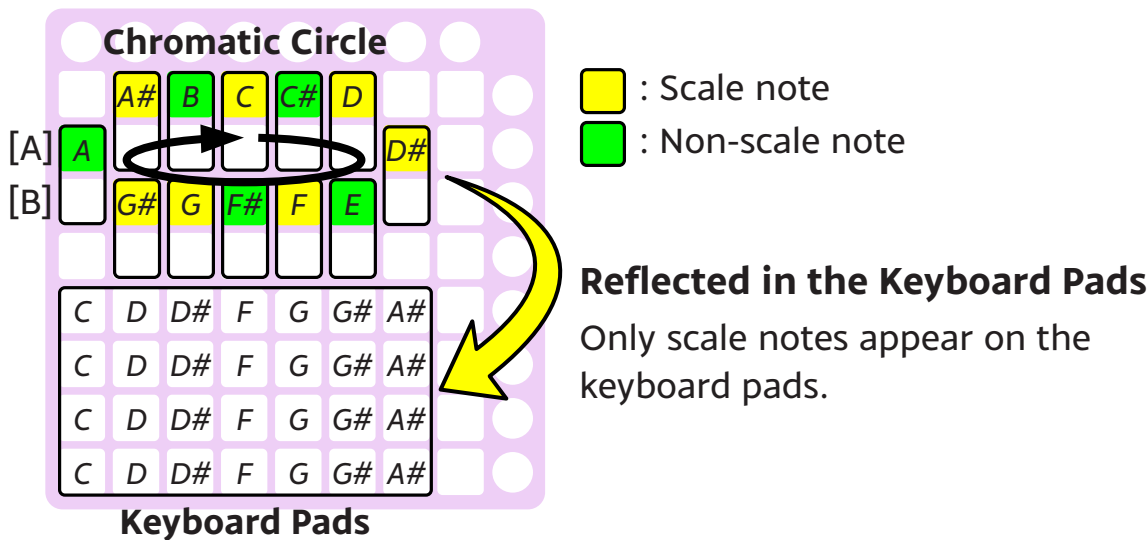 Chromatic Circle
A# B C C# D
[A] A D#
[B] G# G F# F E
C D D# F G G# A#
C D D# F G G# A#
C D D# F G G# A#
C D D# F G G# A#
Keyboard Pads
: Scale note
: Non-scale note
Reflected in the Keyboard Pads
Only scale notes appear on the
keyboard pads.